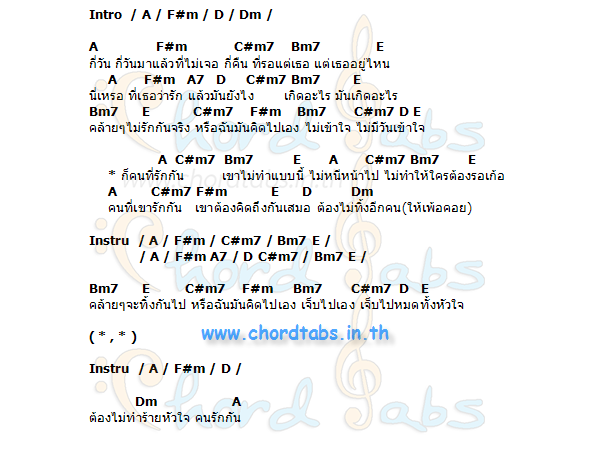 Intro / A / F#m / D / Dm /
A F#m C#m7 Bm7 E
กี่วัน กี่วันมาแล้วที่ไม่เจอ กี่คืน ที่รอแต่เธอ แต่เธออยู่ไหน
A F#m A7 D C#m7 Bm7 E
นี่เหรอ ที่เธอว่ารัก แล้วมันยังไง เกิดอะไร มันเกิดอะไร
Bm7 E C#m7 F#m Bm7 C#m7 D E
คล้ายๆไม่รักกันจริง หรือฉันมันคิดไปเอง ไม่เข้าใจ ไม่มีวันเข้าใจ
A C#m7 Bm7 E A C#m7 Bm7 E
* ก็คนที่รักกัน เขาไม่ทำแบบนี้ ไม่หนีหน้าไป ไม่ทำให้ใครต้องรอเก้อ
A C#m7 F#m E D Dm
คนที่เขารักกัน เขาต้องคิดถึงกันเสมอ ต้องไม่ทิ้งอีกคน(ให้เพ้อคอย)
Instru / A / F#m / C#m7 / Bm7 E /
/ A / F#m A7 / D C#m7 / Bm7 E /
Bm7 E C#m7 F#m Bm7 C#m7 D E
คล้ายๆจะทิ้งกันไป หรือฉันมันคิดไปเอง เจ็บไปเอง เจ็บไปหมดทั้งหัวใจ
( * , * )
www.chordtabs.in.th
Instru / A / F#m / D /
Dm A
ต้องไม่ทำร้ายหัวใจ คนรักกัน
Chord Tabs
Chord Tabs